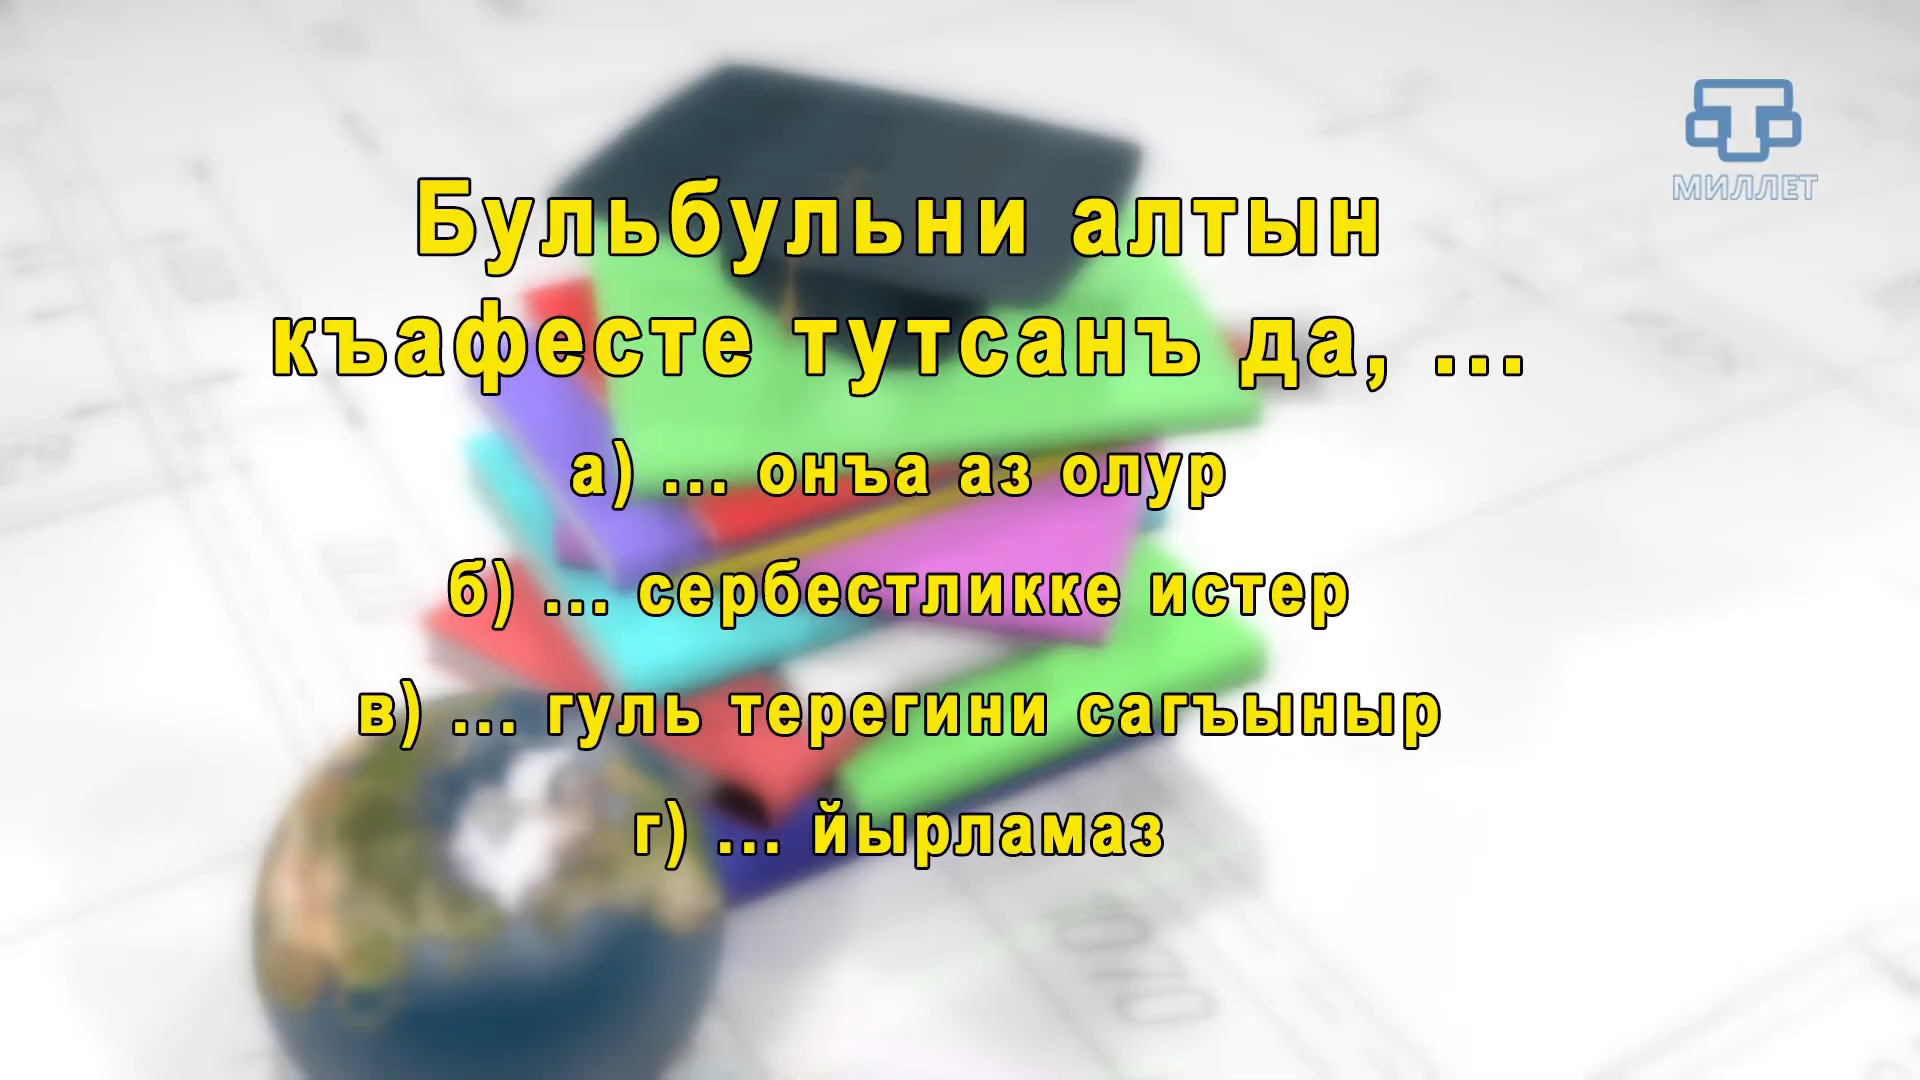 МИЛЛЕТ
Бульбульни алтын
къафесте тутсанъ да, ...
а) ... онъа аз олур
б) ... сербестликке истер
в) ... гуль терегини сагъыныр
г) ... йырламаз